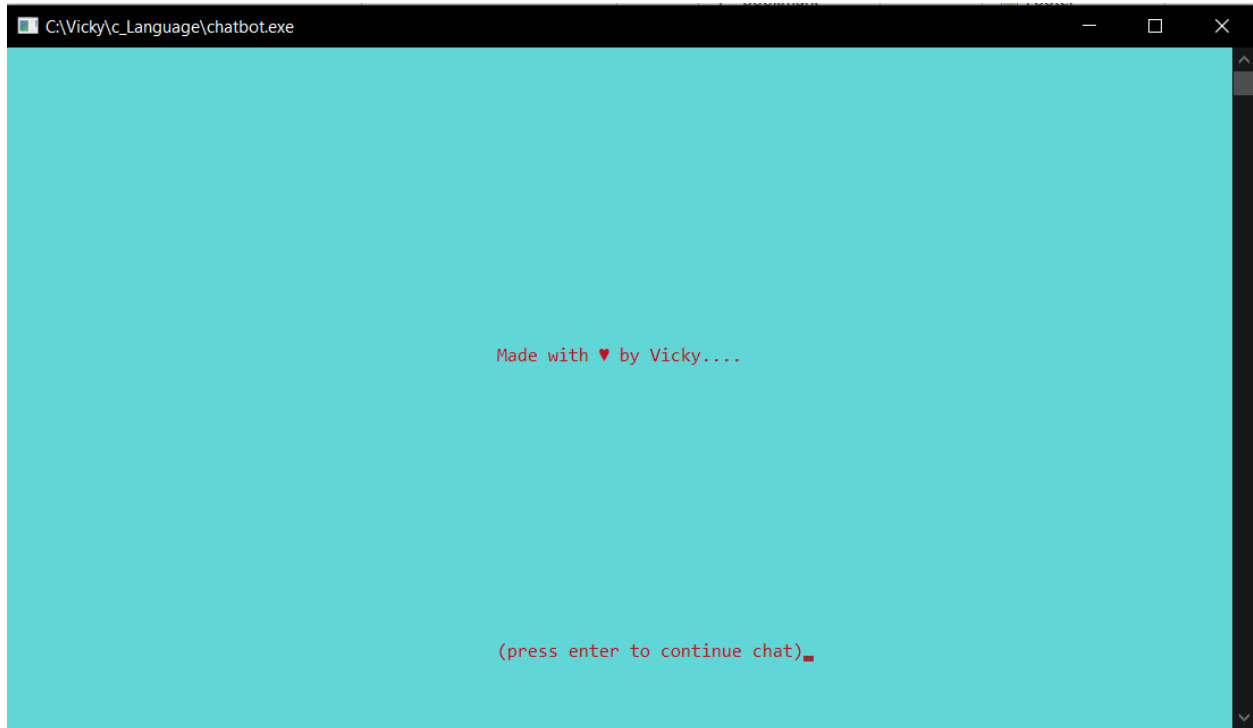 C:\Vicky\c_Language\chatbot.exe
Made with ♥ by Vicky....
(press enter to continue chat)